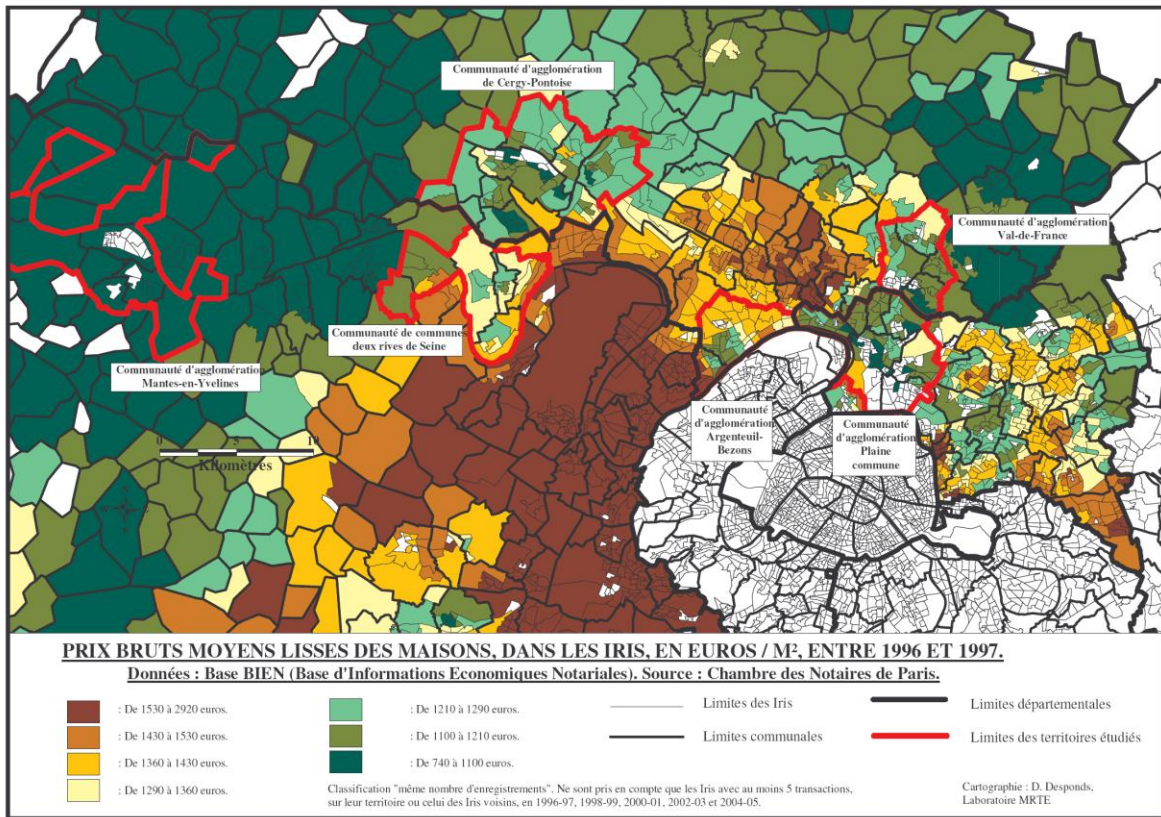 Communauté d'agglomération
de Cergy-Pontoise
Communauté d'agglomération
Val-de-France
Communauté de communes
deux rives de Seine
Communauté d'agglomération
Mantes-en-Yvelines
Communauté
d'agglomération
Argenteuil-
Bezons
Communauté
d'agglomération
Plaine
commune
0 5 10
Kilomètres
PRIX BRUTS MOYENS LISSES DES MAISONS, DANS LES IRIS, EN EUROS / M², ENTRE 1996 ET 1997.
Données : Base BIEN (Base d'Informations Economiques Notariales). Source : Chambre des Notaires de Paris.
: De 1530 à 2920 euros.
: De 1430 à 1530 euros.
: De 1360 à 1430 euros.
: De 1290 à 1360 euros.
: De 1210 à 1290 euros.
: De 1100 à 1210 euros.
: De 740 à 1100 euros.
Limites des Iris
Limites communales
Limites départementales
Limites des territoires étudiés
Classification "même nombre d'enregistrements". Ne sont pris en compte que les Iris avec au moins 5 transactions,
sur leur territoire ou celui des Iris voisins, en 1996-97, 1998-99, 2000-01, 2002-03 et 2004-05.
Cartographie : D. Desponds,
Laboratoire MRTE